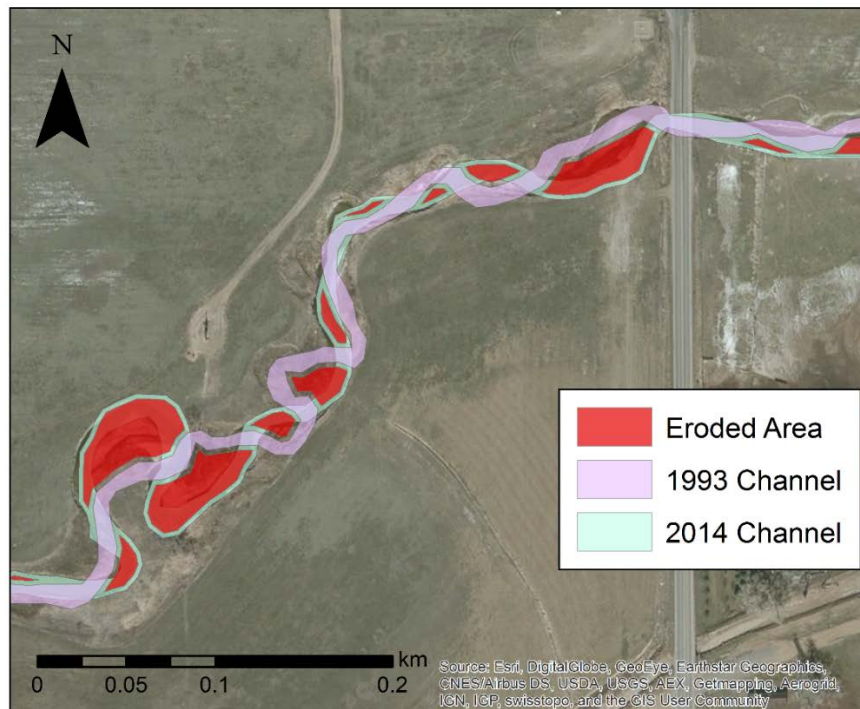 N
Eroded Area
1993 Channel
2014 Channel
km
0 0.05 0.1 0.2
Source: Esri, DigitalGlobe, GeoEye, Earthstar Geographics,
CNES/Airbus DS, USDA, USGS, AEX, Getmapping, Aerogrid,
IGN, IGP, swisstopo, and the GIS User Community